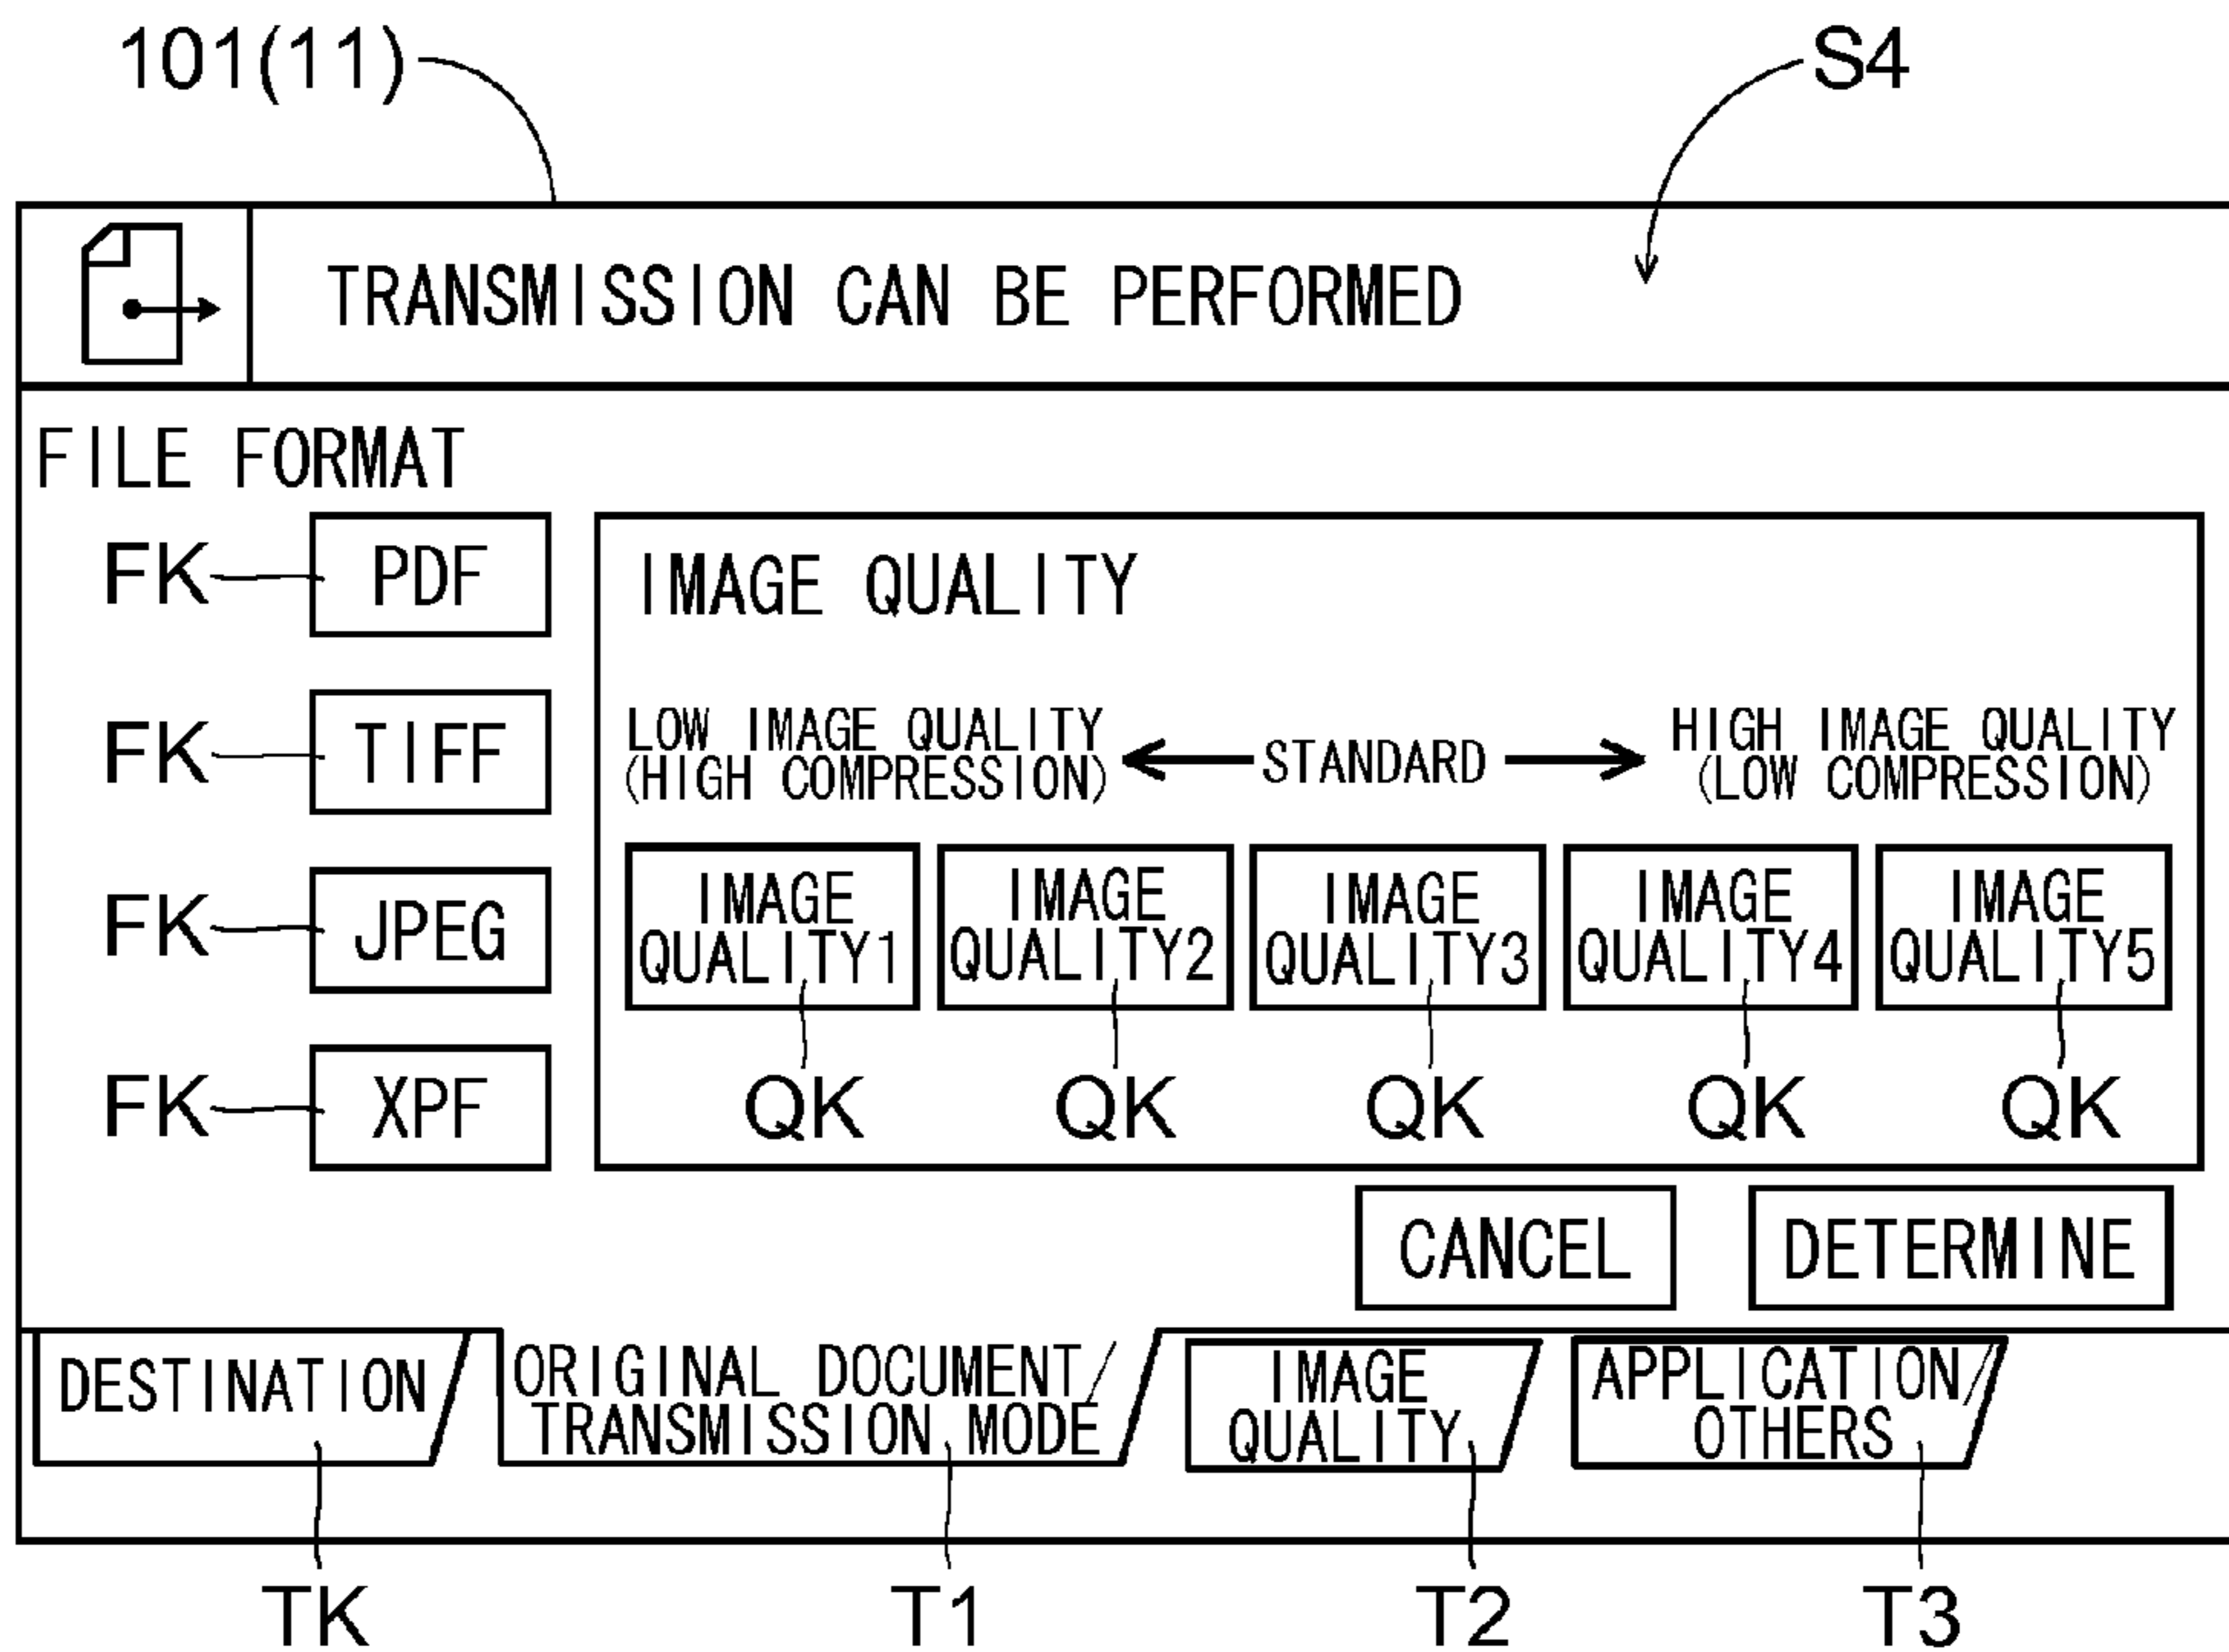 101(11)
S4
TRANSMISSION CAN BE PERFORMED
FILE FORMAT
FK PDF
FK TIFF
FK JPEG
FK XPF
IMAGE QUALITY
LOW IMAGE QUALITY
(HIGH COMPRESSION)
STANDARD
HIGH IMAGE QUALITY
(LOW COMPRESSION)
IMAGE
QUALITY1
IMAGE
QUALITY2
IMAGE
QUALITY3
IMAGE
QUALITY4
IMAGE
QUALITY5
QK QK QK QK QK
CANCEL
DETERMINE
DESTINATION
ORIGINAL DOCUMENT/
TRANSMISSION MODE
IMAGE
QUALITY
APPLICATION/
OTHERS
TK T1 T2 T3